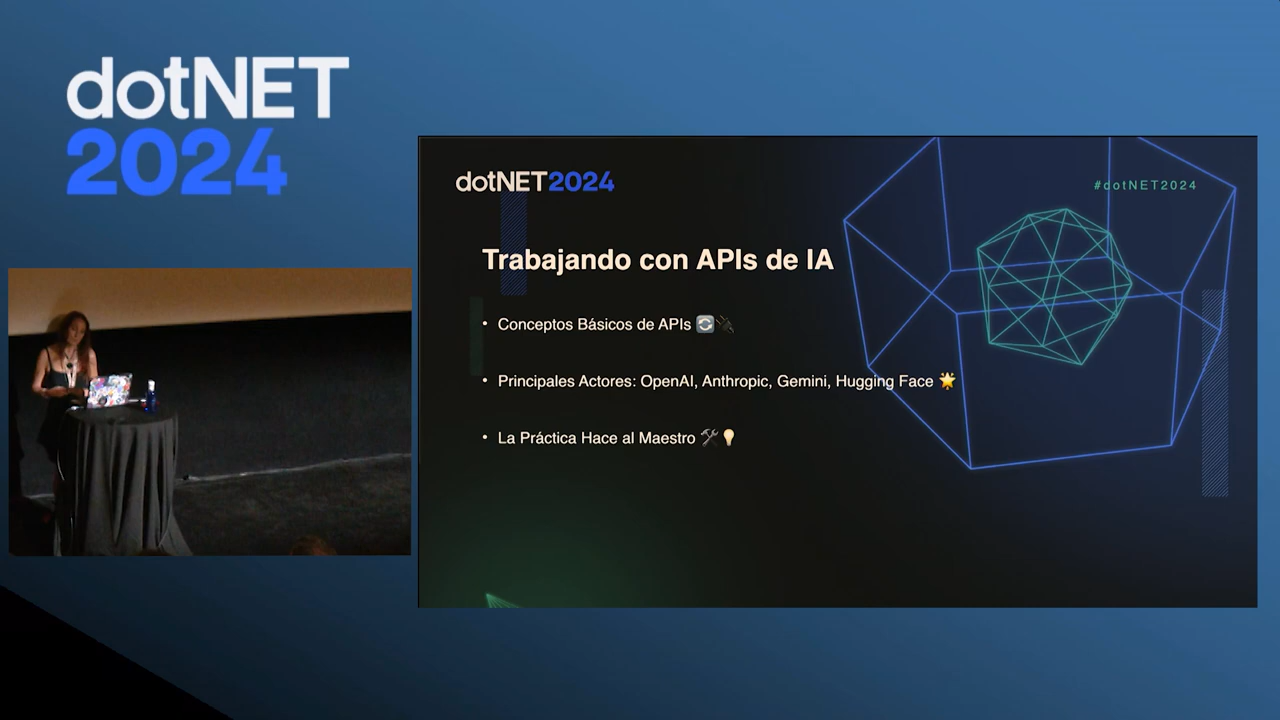 dotNET
2024
dotNET2024
#dotNET2024
Trabajando con APIs de IA
• Conceptos Básicos de APIs 🔄🔌
• Principales Actores: OpenAI, Anthropic, Gemini, Hugging Face 🌟
• La Práctica Hace al Maestro 🛠️💡